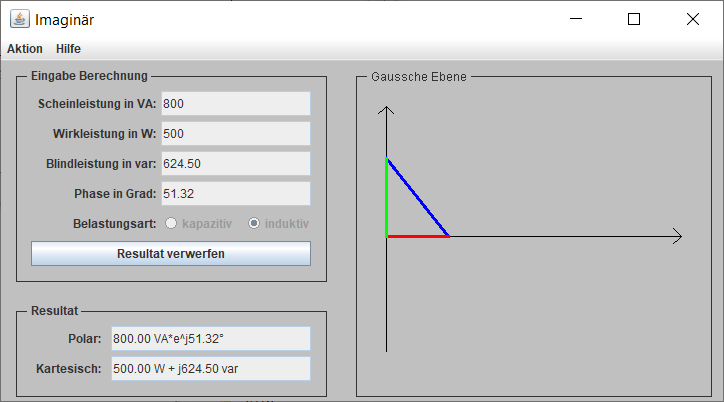 Imaginär
Aktion Hilfe
Eingabe Berechnung
Scheinleistung in VA: 800
Wirkleistung in W: 500
Blindleistung in var: 624.50
Phase in Grad: 51.32
Belastungsart: kapazitiv induktiv
Resultat verwerfen
Resultat
Polar: 800.00 VA*e^j51.32°
Kartesisch: 500.00 W + j624.50 var
Gaussche Ebene